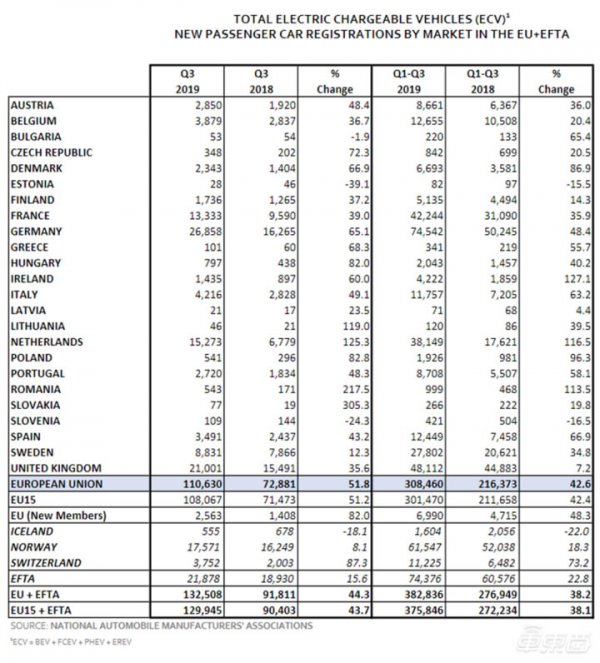 TOTAL ELECTRIC CHARGEABLE VEHICLES (ECV)¹
NEW PASSENGER CAR REGISTRATIONS BY MARKET IN THE EU+EFTA
Q3 Q3 % Q1-Q3 Q1-Q3 %
2019 2018 Change 2019 2018 Change
AUSTRIA 2,850 1,920 48.4 8,661 6,367 36.0
BELGIUM 3,879 2,837 36.7 12,655 10,508 20.4
BULGARIA 53 54 -1.9 220 133 65.4
CZECH REPUBLIC 348 202 72.3 842 699 20.5
DENMARK 2,343 1,404 66.9 6,693 3,581 86.9
ESTONIA 28 46 -39.1 82 97 -15.5
FINLAND 1,736 1,265 37.2 5,135 4,494 14.3
FRANCE 13,333 9,590 39.0 42,244 31,090 35.9
GERMANY 26,858 16,265 65.1 74,542 50,245 48.4
GREECE 101 60 68.3 341 219 55.7
HUNGARY 797 438 82.0 2,043 1,457 40.2
IRELAND 1,435 897 60.0 4,222 1,859 127.1
ITALY 4,216 2,828 49.1 11,757 7,205 63.2
LATVIA 21 17 23.5 71 68 4.4
LITHUANIA 46 21 119.0 120 86 39.5
NETHERLANDS 15,273 6,779 125.3 38,149 17,621 116.5
POLAND 541 296 82.8 1,926 981 96.3
PORTUGAL 2,720 1,834 48.3 8,708 5,507 58.1
ROMANIA 543 171 217.5 999 468 113.5
SLOVAKIA 77 19 305.3 266 222 19.8
SLOVENIA 109 144 -24.3 421 504 -16.5
SPAIN 3,491 2,437 43.2 12,449 7,458 66.9
SWEDEN 8,831 7,866 12.3 27,802 20,621 34.8
UNITED KINGDOM 21,001 15,491 35.6 48,112 44,883 7.2
EUROPEAN UNION 110,630 72,881 51.8 308,460 216,373 42.6
EU15 108,067 71,473 51.2 301,470 211,658 42.4
EU (New Members) 2,563 1,408 82.0 6,990 4,715 48.3
ICELAND 555 678 -18.1 1,604 2,056 -22.0
NORWAY 17,571 16,249 8.1 61,547 52,038 18.3
SWITZERLAND 3,752 2,003 87.3 11,225 6,482 73.2
EFTA 21,878 18,930 15.6 74,376 60,576 22.8
EU + EFTA 132,508 91,811 44.3 382,836 276,949 38.2
EU15 + EFTA 129,945 90,403 43.7 375,846 272,234 38.1
SOURCE: NATIONAL AUTOMOBILE MANUFACTURERS' ASSOCIATIONS
¹ECV = BEV + FCEV + PHEV + EREV
车东西